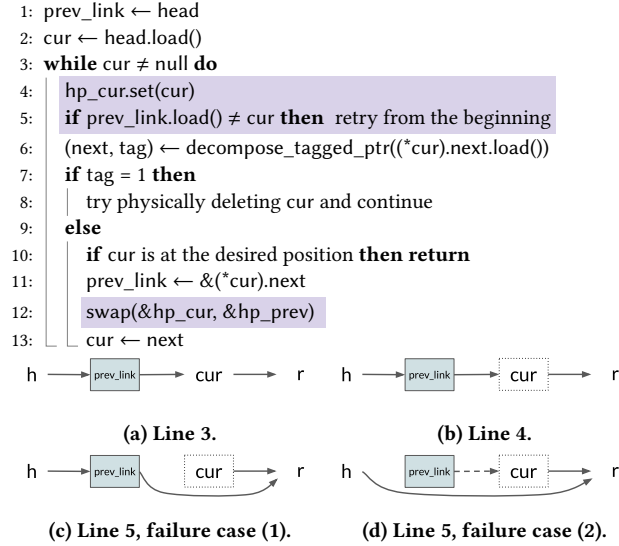 1: prev_link ← head
2: cur ← head.load()
3: while cur ≠ null do
4: hp_cur.set(cur)
5: if prev_link.load() ≠ cur then retry from the beginning
6: (next, tag) ← decompose_tagged_ptr((*cur).next.load())
7: if tag = 1 then
8: try physically deleting cur and continue
9: else
10: if cur is at the desired position then return
11: prev_link ← &(*cur).next
12: swap(&hp_cur, &hp_prev)
13: cur ← next
h prev_link cur r h prev_link cur r
(a) Line 3. (b) Line 4.
h prev_link cur r h prev_link cur r
(c) Line 5, failure case (1). (d) Line 5, failure case (2).